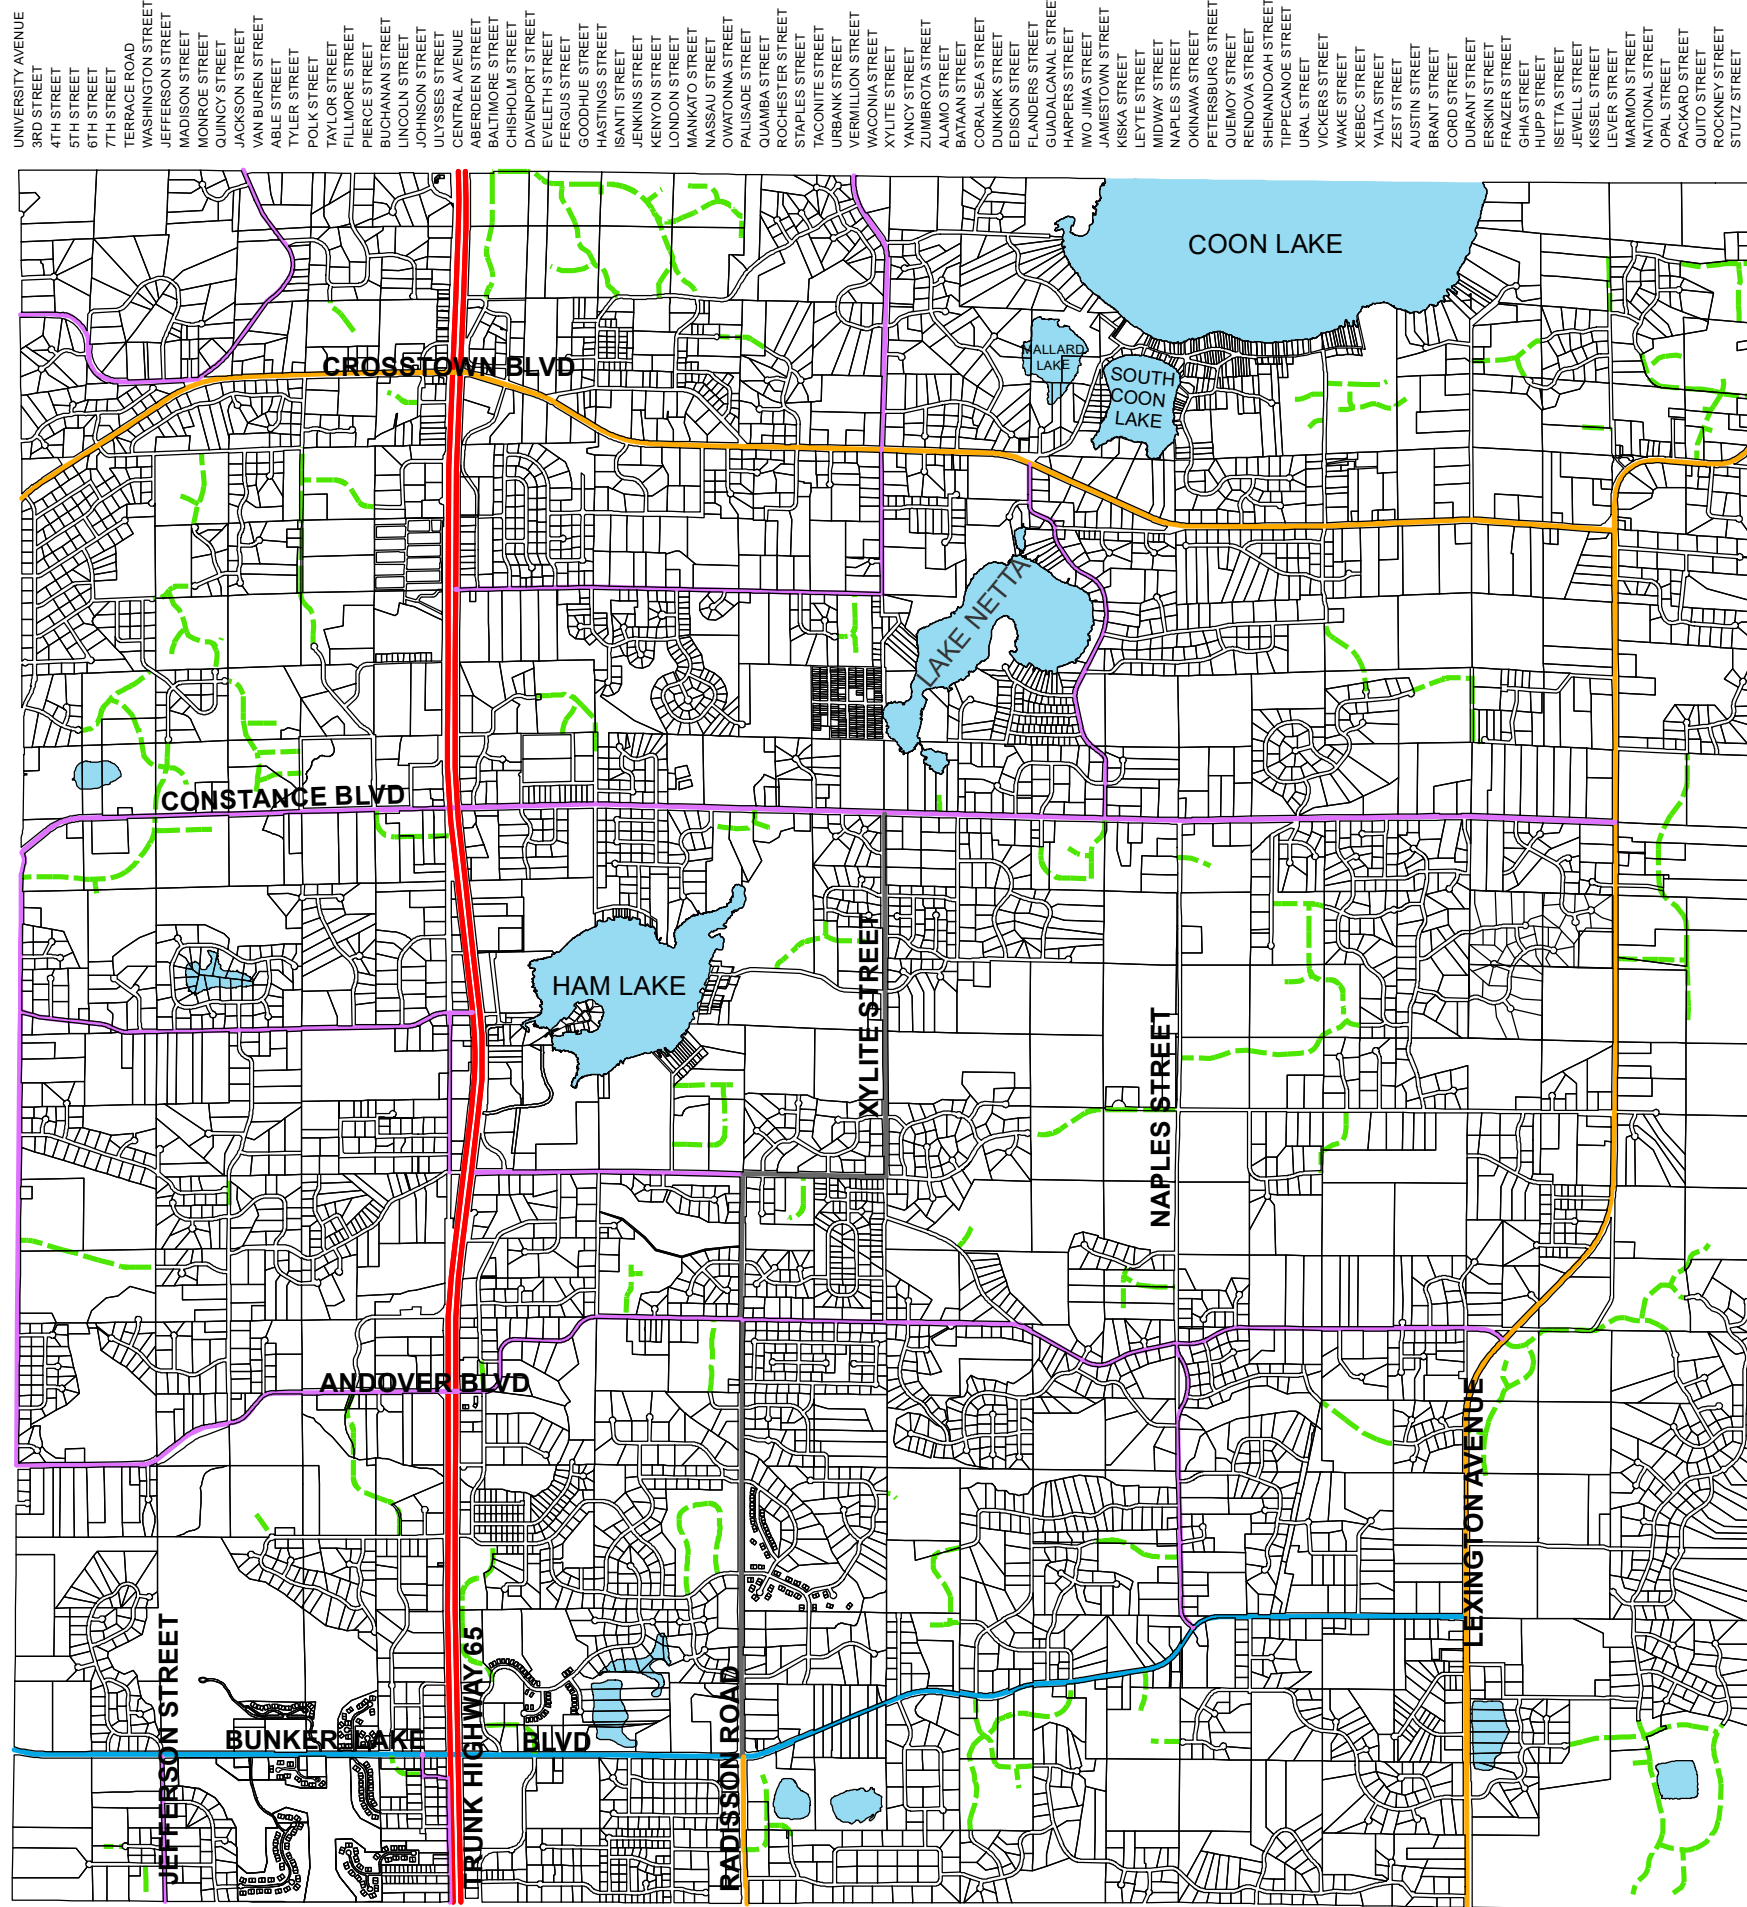 UNIVERSITY AVENUE
3RD STREET
4TH STREET
5TH STREET
6TH STREET
7TH STREET
TERRACE ROAD
WASHINGTON STREET
JEFFERSON STREET
MADISON STREET
MONROE STREET
QUINCY STREET
JACKSON STREET
VAN BUREN STREET
ABLE STREET
TYLER STREET
POLK STREET
TAYLOR STREET
FILLMORE STREET
PIERCE STREET
BUCHANAN STREET
LINCOLN STREET
JOHNSON STREET
ULYSSES STREET
CENTRAL AVENUE
ABERDEEN STREET
BALTIMORE STREET
CHISHOLM STREET
DAVENPORT STREET
EVELETH STREET
FERGUS STREET
GOODHUE STREET
HASTINGS STREET
ISANTI STREET
JENKINS STREET
KENYON STREET
LONDON STREET
MANKATO STREET
NASSAU STREET
OWATONNA STREET
PALISADE STREET
QUAMBA STREET
ROCHESTER STREET
STAPLES STREET
TACONITE STREET
URBANK STREET
VERMILLION STREET
WACONIA STREET
XYLITE STREET
YANCY STREET
ZUMBROTA STREET
ALAMO STREET
BATAAN STREET
CORAL SEA STREET
DUNKIRK STREET
EDISON STREET
FLANDERS STREET
GUADALCANAL STREET
HARPERS STREET
IWO JIMA STREET
JAMESTOWN STREET
KISKA STREET
LEYTE STREET
MIDWAY STREET
NAPLES STREET
OKINAWA STREET
PETERSBURG STREET
QUEMOY STREET
RENDOVA STREET
SHENANDOAH STREET
TIPPECANOE STREET
URAL STREET
VICKERS STREET
WAKE STREET
XEBEC STREET
YALTA STREET
ZEST STREET
AUSTIN STREET
BRANT STREET
CORD STREET
DURANT STREET
ERSKIN STREET
FRAIZER STREET
GHIA STREET
HUPP STREET
ISETTA STREET
JEWELL STREET
KISSEL STREET
LEVER STREET
MARMON STREET
NATIONAL STREET
OPAL STREET
PACKARD STREET
QUITO STREET
ROCKNEY STREET
STUTZ STREET
COON LAKE
MALLARD
LAKE
CROSSTOWN BLVD
SOUTH
COON
LAKE
LAKE NETTA
CONSTANCE BLVD
HAM LAKE
XYLITE STREET
NAPLES STREET
ANDOVER BLVD
LEXINGTON AVENUE
JEFFERSON STREET
TRUNK HIGHWAY 65
RADISSON ROAD
BUNKER LAKE BLVD